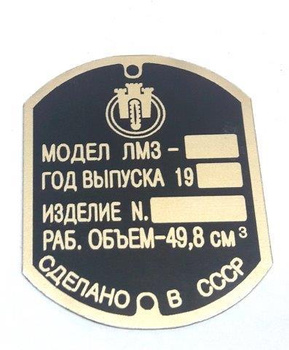 МОДЕЛ ЛМЗ -
ГОД ВЫПУСКА 19
ИЗДЕЛИЕ N.
РАБ. ОБЪЕМ-49,8 см³
СДЕЛАНО В СССР